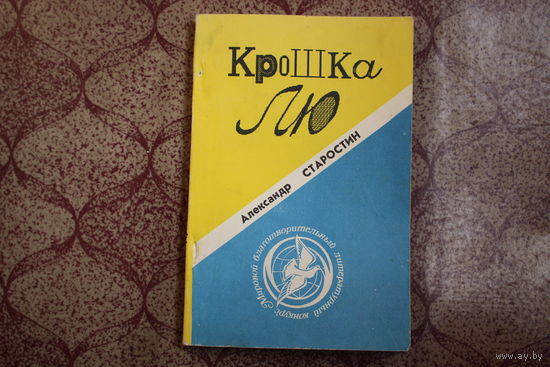 Крошка
Лю
Александр СТАРОСТИН
Мировой благотворительный литературный конкурс
www.ay.by